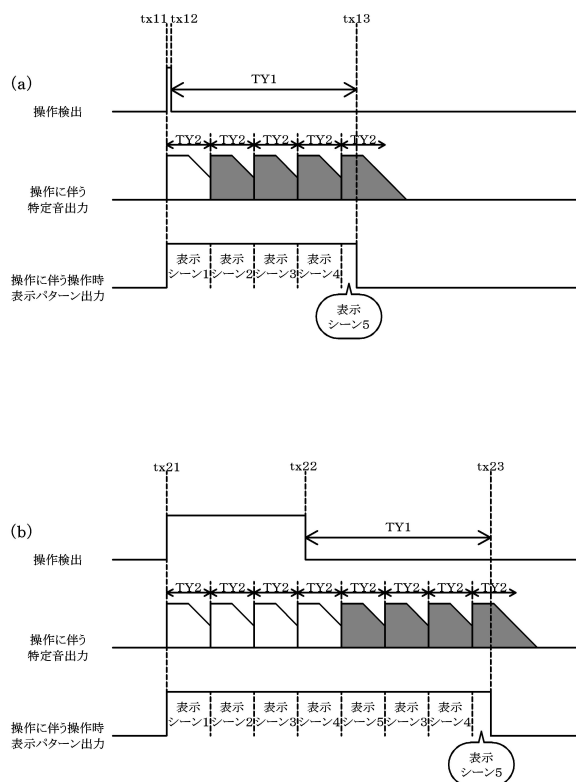 tx11 tx12 tx13
(a)
TY1
操作検出
TY2 TY2 TY2 TY2 TY2
操作に伴う
特定音出力
表示 表示 表示 表示
シーン1 シーン2 シーン3 シーン4
操作に伴う操作時
表示パターン出力
表示
シーン5
tx21 tx22 tx23
(b)
TY1
操作検出
TY2 TY2 TY2 TY2 TY2 TY2 TY2 TY2
操作に伴う
特定音出力
表示 表示 表示 表示 表示 表示 表示
シーン1 シーン2 シーン3 シーン4 シーン5 シーン3 シーン4
操作に伴う操作時
表示パターン出力
表示
シーン5